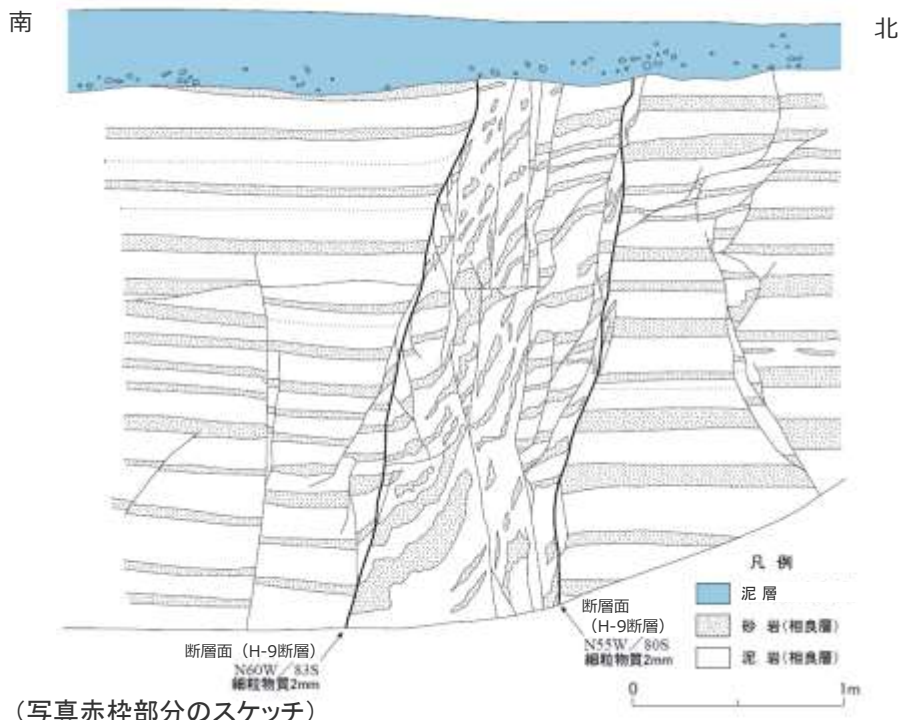 南
北
凡 例
泥 層
砂 岩(相良層)
泥 岩(相良層)
断層面(H-9断層)
N60W/83S
細粒物質2mm
断層面
(H-9断層)
N55W/80S
細粒物質2mm
0 1m
(写真赤枠部分のスケッチ)